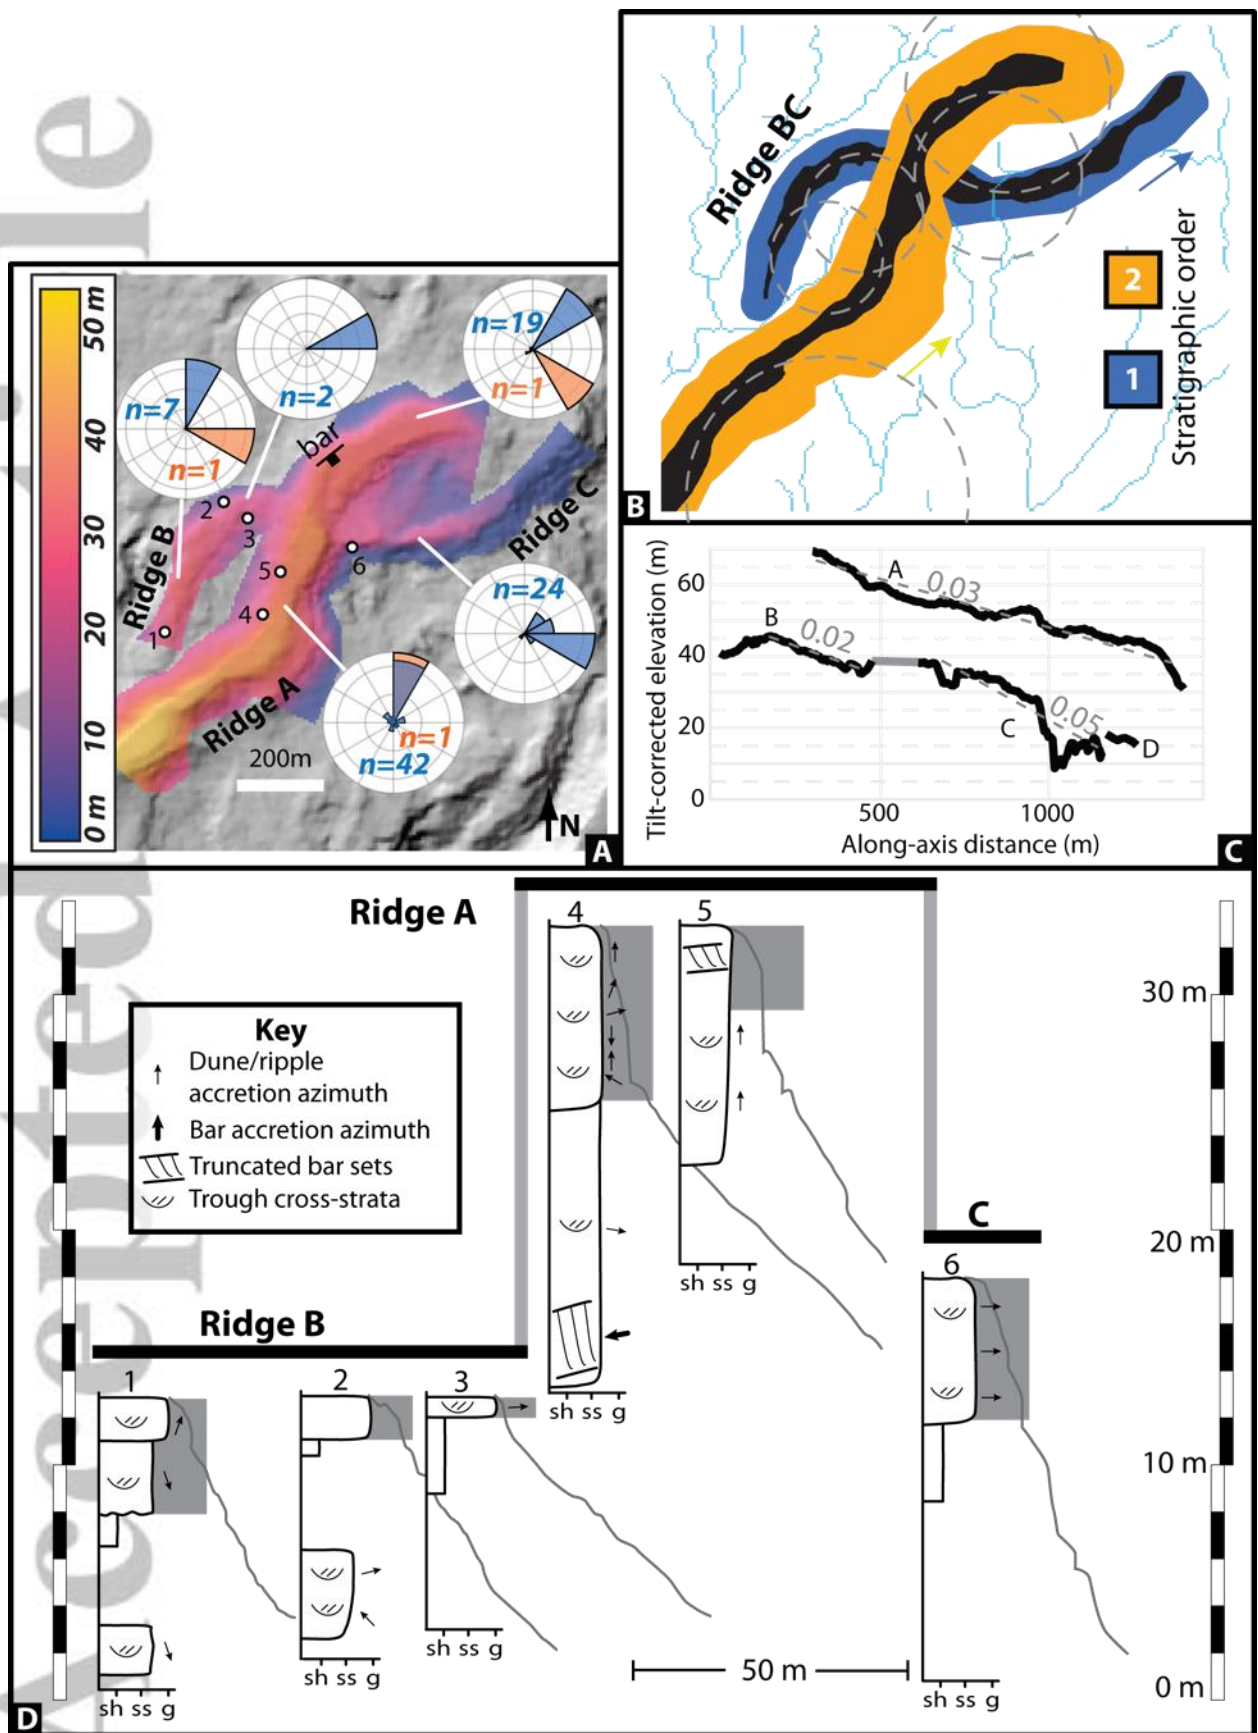 Accepted Article
Ridge BC
2
1
Stratigraphic order
B
50 m
40
30
20
10
0 m
n=7
n=1
n=2
n=19
n=1
n=24
n=1
n=42
bar
Ridge B
Ridge C
Ridge A
1
2
3
4
5
6
200m
N
A
Tilt-corrected elevation (m)
60
40
20
0
500
1000
Along-axis distance (m)
A
0.03
B
0.02
C
0.05
D
C
Ridge A
4
5
Key
Dune/ripple
accretion azimuth
Bar accretion azimuth
Truncated bar sets
Trough cross-strata
30 m
20 m
10 m
0 m
C
6
Ridge B
1
2
3
sh ss g
sh ss g
sh ss g
sh ss g
sh ss g
sh ss g
50 m
D